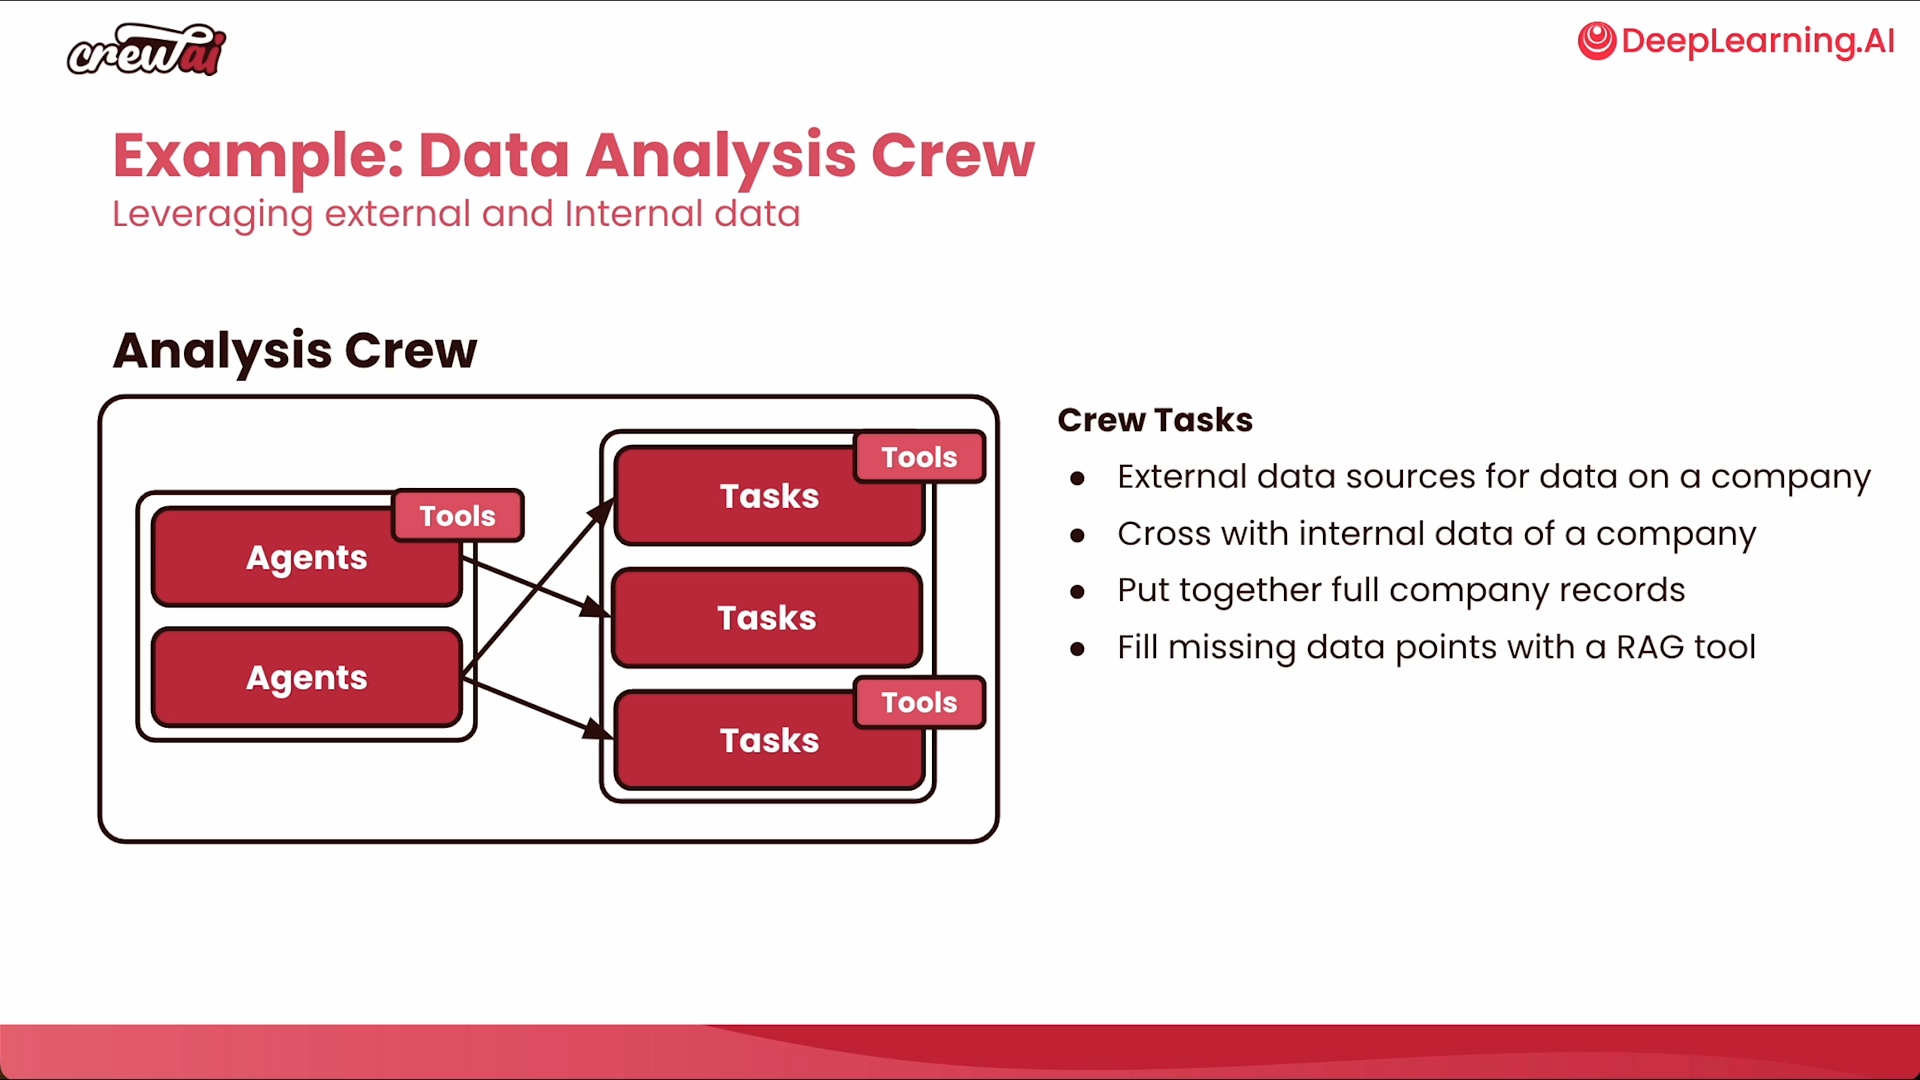 crewai
DeepLearning.AI
Example: Data Analysis Crew
Leveraging external and Internal data
Analysis Crew
Tools
Agents
Agents
Tools
Tasks
Tasks
Tools
Tasks
Crew Tasks
● External data sources for data on a company
● Cross with internal data of a company
● Put together full company records
● Fill missing data points with a RAG tool